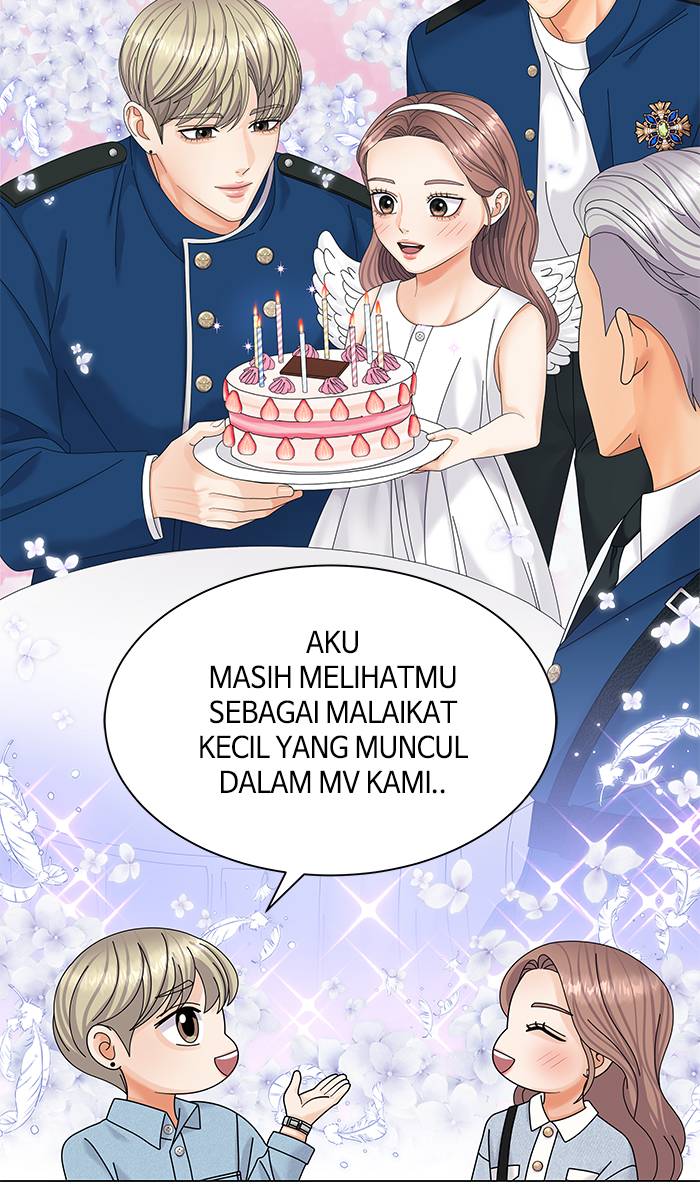 AKU
MASIH MELIHATMU
SEBAGAI MALAIKAT
KECIL YANG MUNCUL
DALAM MV KAMI..